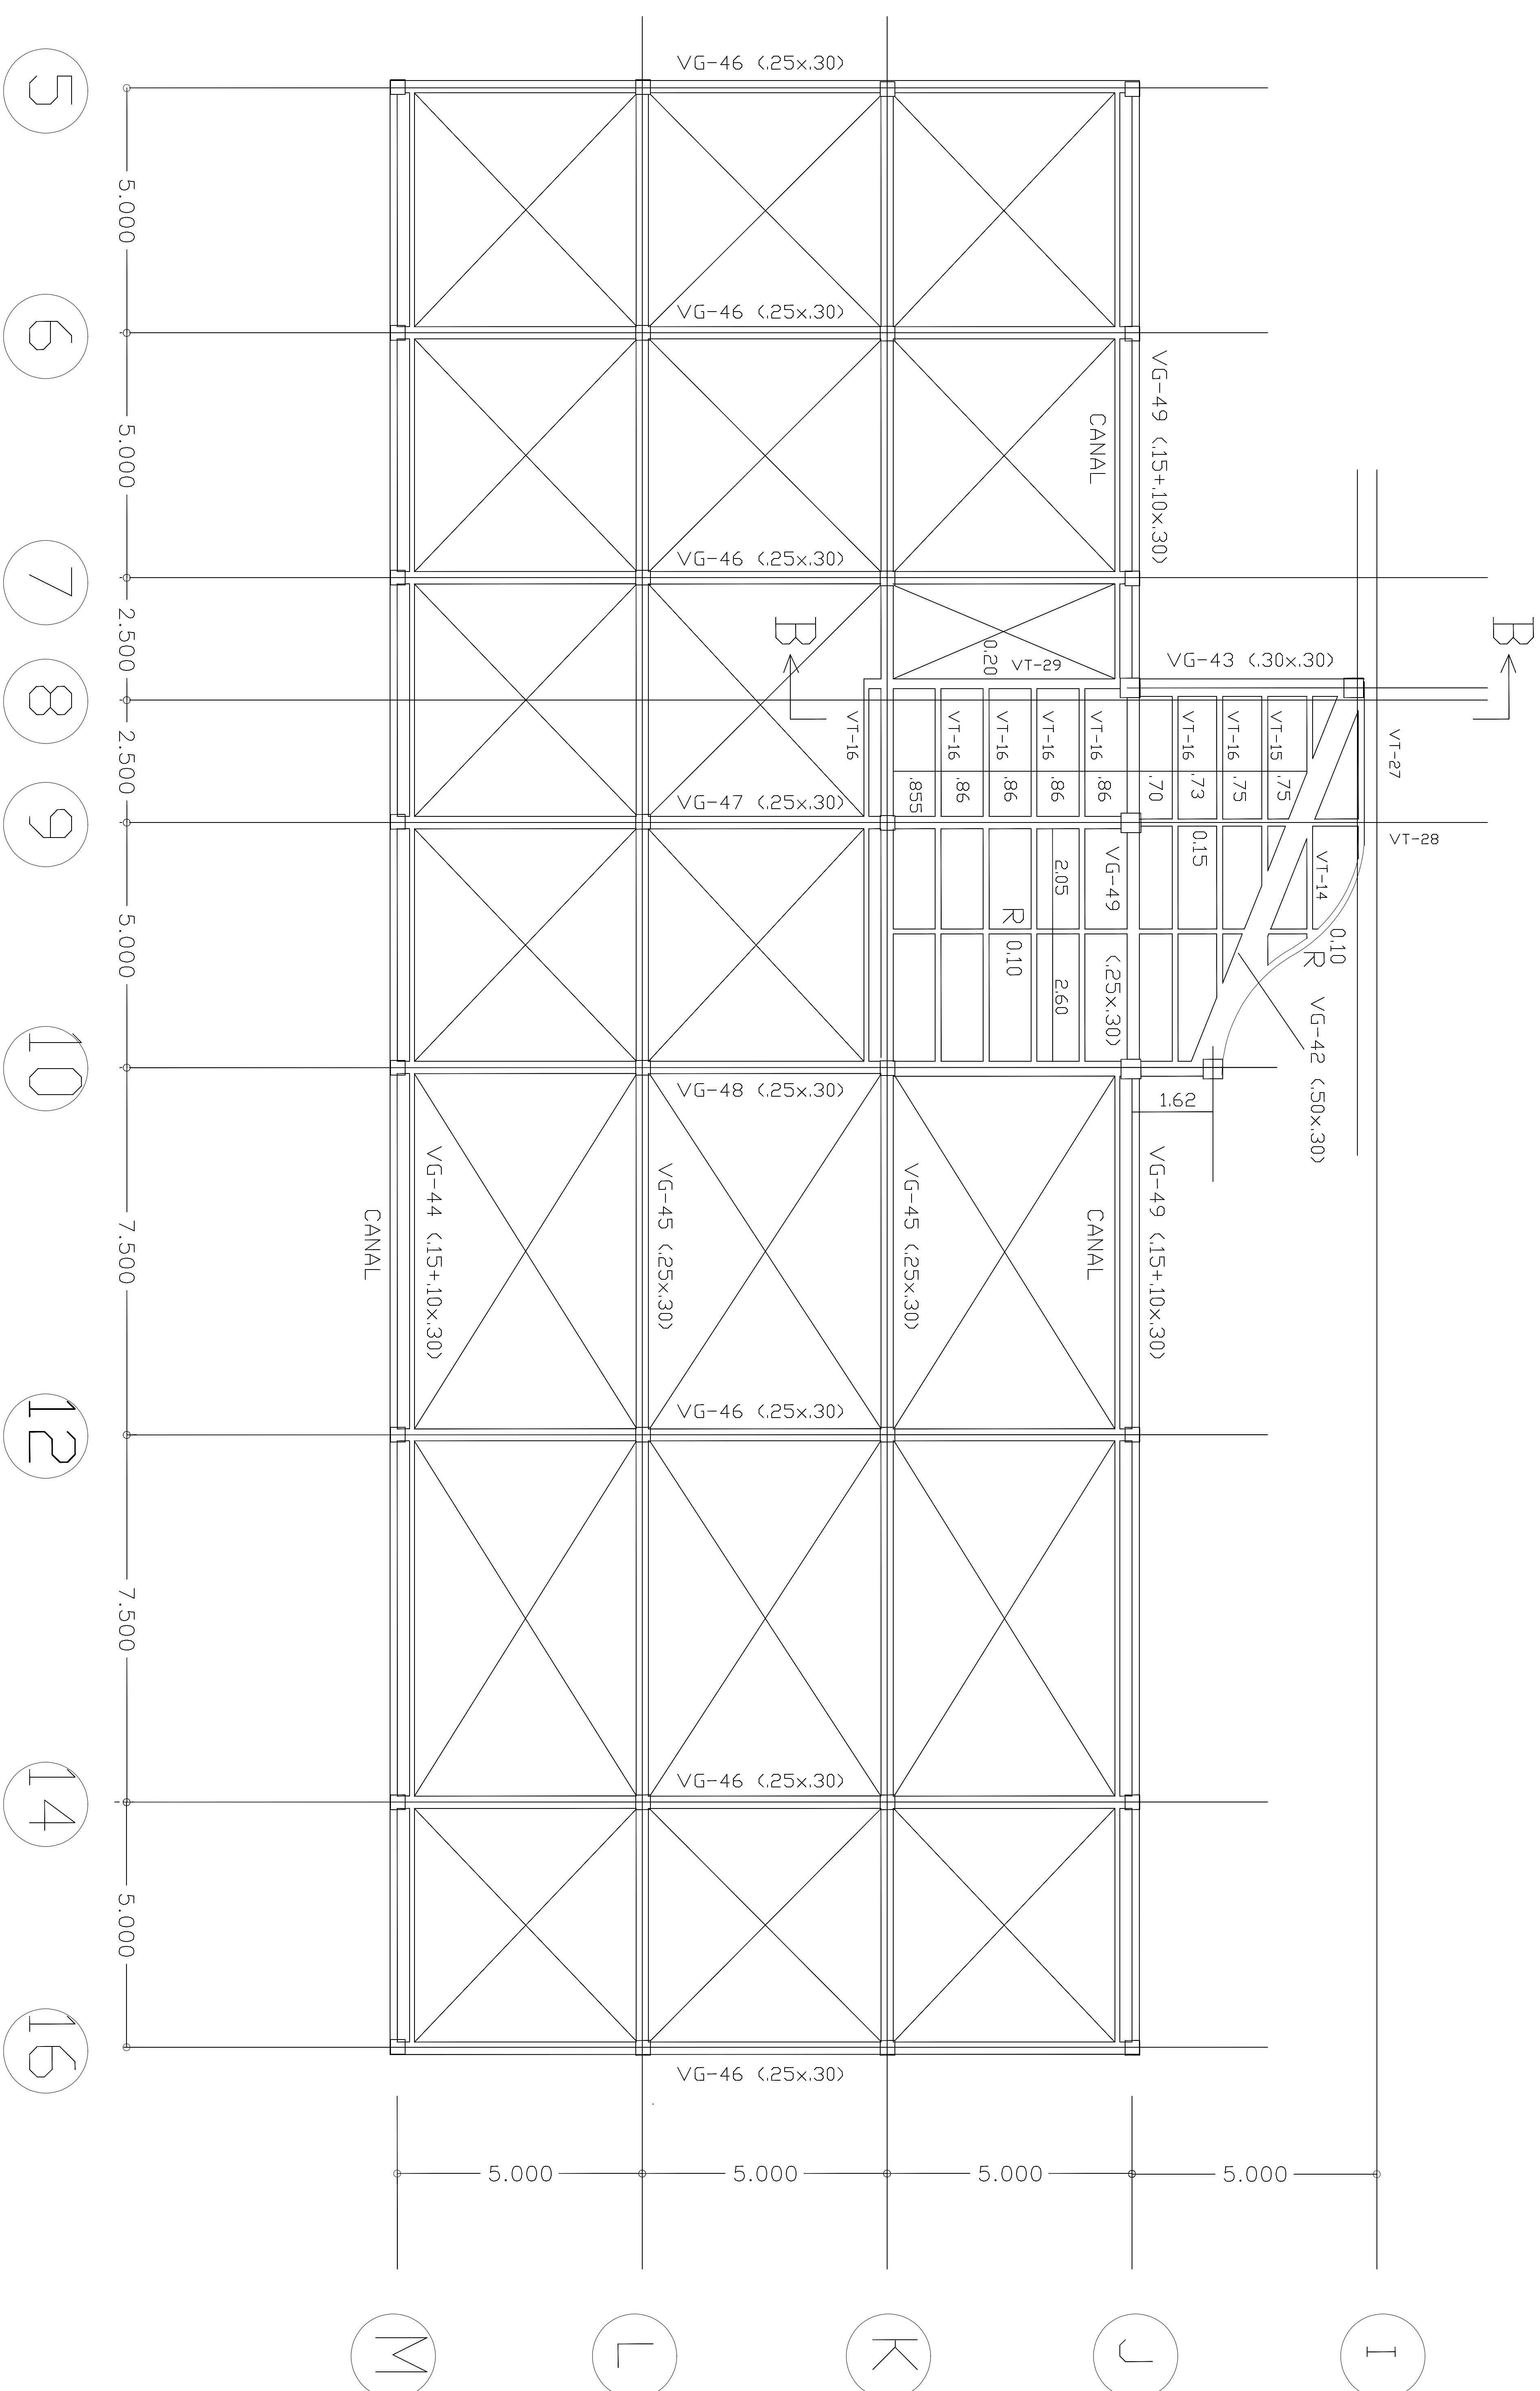 VG-46 (.25x.30)
5
5.000
VG-46 (.25x.30)
6
VG-49 (.15+.10x.30)
CANAL
5.000
VG-46 (.25x.30)
7
B
B
2.500
VG-43 (.30x.30)
0.20
VT-29
8
VT-16
VT-16
VT-16
VT-16
VT-16
VT-16
VT-16
VT-15
VT-27
2.500
.855
.86
.86
.86
.86
.70
.73
.75
.75
VG-47 (.25x.30)
9
VT-28
0.15
VT-14
2.05
VG-49
(.25x.30)
R
0.10
2.60
0.10
R
5.000
VG-42 (.50x.30)
10
VG-48 (.25x.30)
1.62
VG-44 (.15+.10x.30)
VG-45 (.25x.30)
VG-45 (.25x.30)
VG-49 (.15+.10x.30)
CANAL
CANAL
7.500
VG-46 (.25x.30)
12
7.500
VG-46 (.25x.30)
14
5.000
16
VG-46 (.25x.30)
5.000
5.000
5.000
5.000
M
L
K
J
I